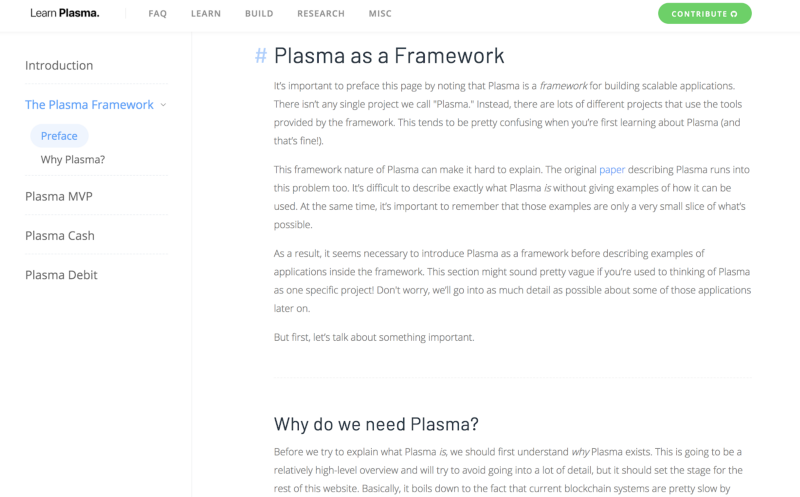 Learn Plasma.
FAQ
LEARN
BUILD
RESEARCH
MISC
CONTRIBUTE
Introduction
The Plasma Framework
Preface
Why Plasma?
Plasma MVP
Plasma Cash
Plasma Debit
# Plasma as a Framework
It's important to preface this page by noting that Plasma is a framework for building scalable applications.
There isn't any single project we call "Plasma." Instead, there are lots of different projects that use the tools
provided by the framework. This tends to be pretty confusing when you're first learning about Plasma (and
that's fine!).
This framework nature of Plasma can make it hard to explain. The original paper describing Plasma runs into
this problem too. It's difficult to describe exactly what Plasma is without giving examples of how it can be
used. At the same time, it's important to remember that those examples are only a very small slice of what's
possible.
As a result, it seems necessary to introduce Plasma as a framework before describing examples of
applications inside the framework. This section might sound pretty vague if you're used to thinking of Plasma
as one specific project! Don't worry, we'll go into as much detail as possible about some of those applications
later on.
But first, let's talk about something important.
Why do we need Plasma?
Before we try to explain what Plasma is, we should first understand why Plasma exists. This is going to be a
relatively high-level overview and will try to avoid going into a lot of detail, but it should set the stage for the
rest of this website. Basically, it boils down to the fact that current blockchain systems are pretty slow by